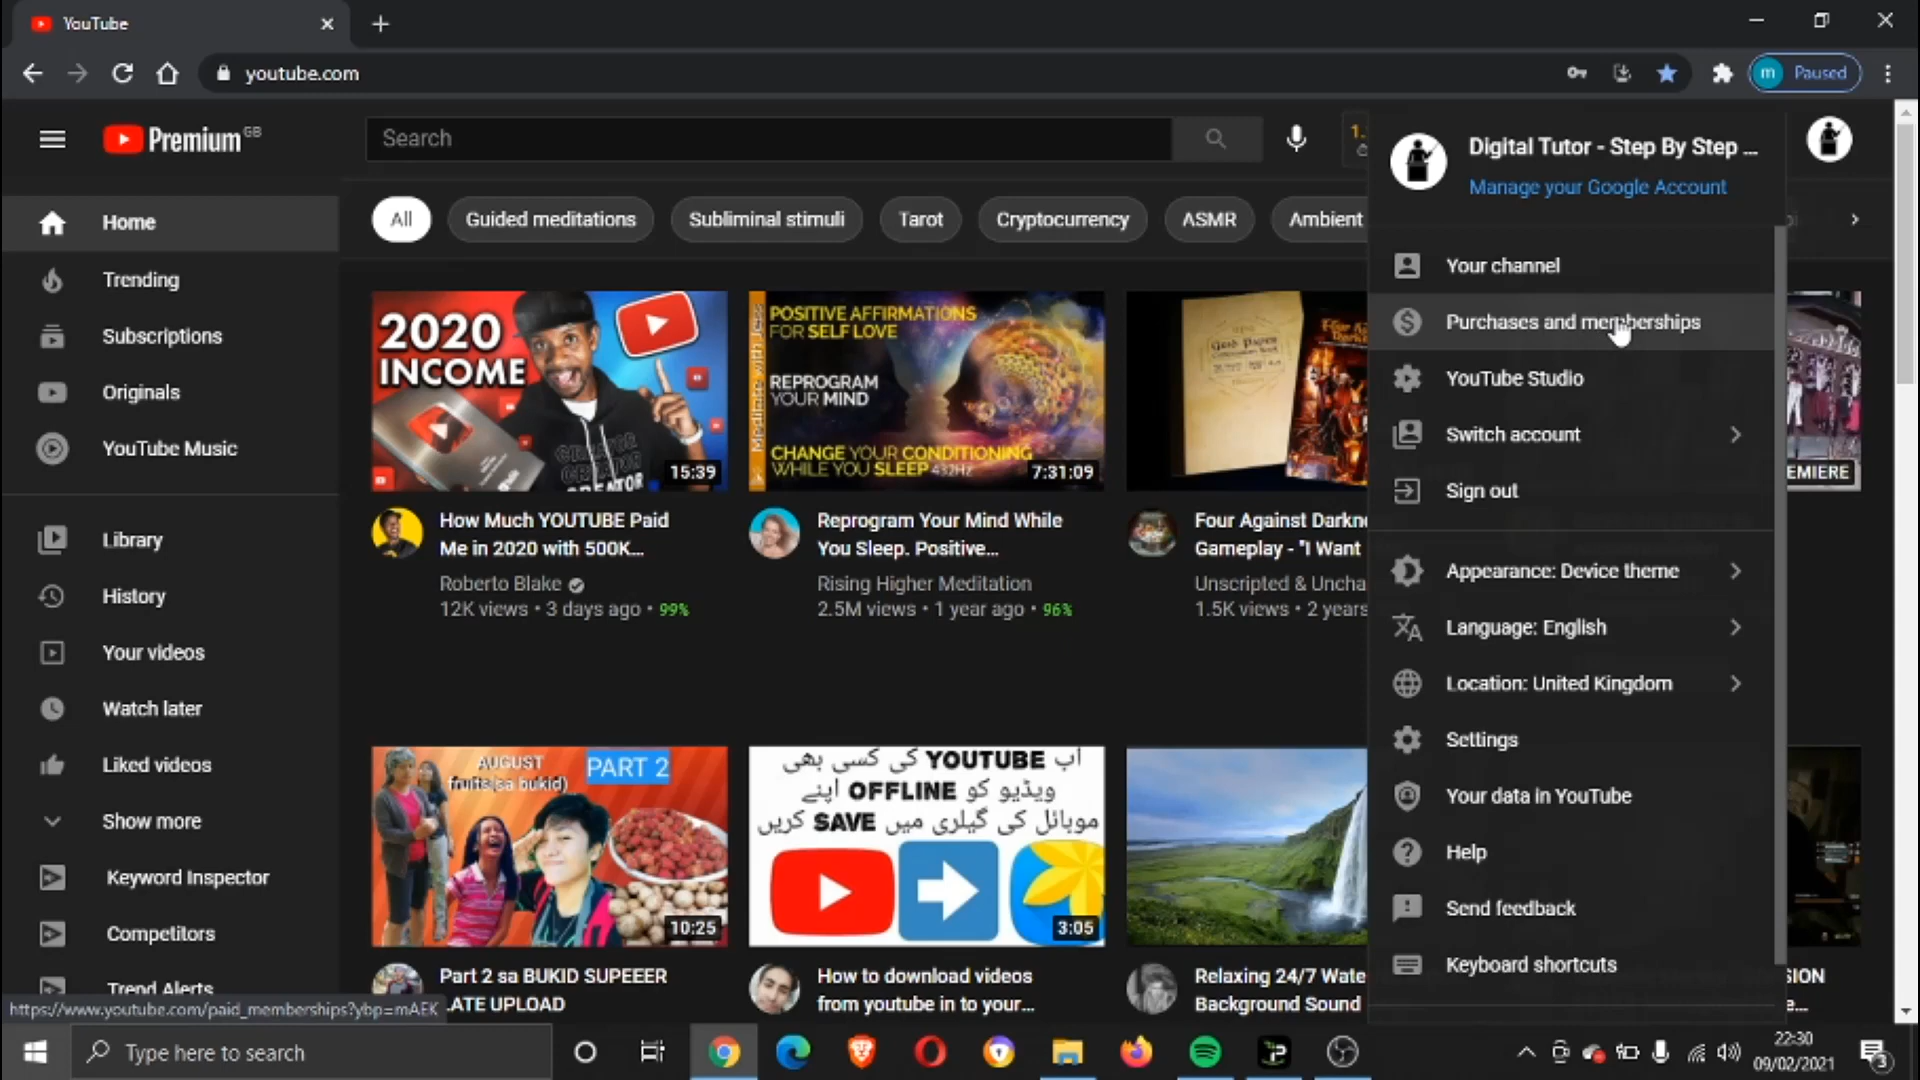 YouTube
youtube.com
Paused
Premium GB
Search
1.
Digital Tutor - Step By Step ...
Manage your Google Account
Home
Trending
Subscriptions
Originals
YouTube Music
Library
History
Your videos
Watch later
Liked videos
Show more
Keyword Inspector
Competitors
Trend Alerts
All
Guided meditations
Subliminal stimuli
Tarot
Cryptocurrency
ASMR
Ambient
2020
INCOME
15:39
How Much YOUTUBE Paid
Me in 2020 with 500K...
Roberto Blake
12K views • 3 days ago • 99%
POSITIVE AFFIRMATIONS
FOR SELF LOVE
REPROGRAM
YOUR MIND
CHANGE YOUR CONDITIONING
WHILE YOU SLEEP 432Hz
Meditate with Jess
7:31:09
Reprogram Your Mind While
You Sleep. Positive...
Rising Higher Meditation
2.5M views • 1 year ago • 96%
Four Against Darkn
Gameplay - "I Want
Unscripted & Uncha
1.5K views • 2 years
EMIERE
AUGUST
fruits(sa bukid)
PART 2
10:25
Part 2 sa BUKID SUPEEER
LATE UPLOAD
اب YOUTUBE کی کسی بھی
ویڈیو کو OFFLINE اپنے
موبائل کی گیلری میں SAVE کریں
3:05
How to download videos
from youtube in to your...
Relaxing 24/7 Wate
Background Sound
SION
e...
Your channel
Purchases and memberships
YouTube Studio
Switch account
Sign out
Appearance: Device theme
Language: English
Location: United Kingdom
Settings
Your data in YouTube
Help
Send feedback
Keyboard shortcuts
https://www.youtube.com/paid_memberships?ybp=mAEK
Type here to search
22:30
09/02/2021
3